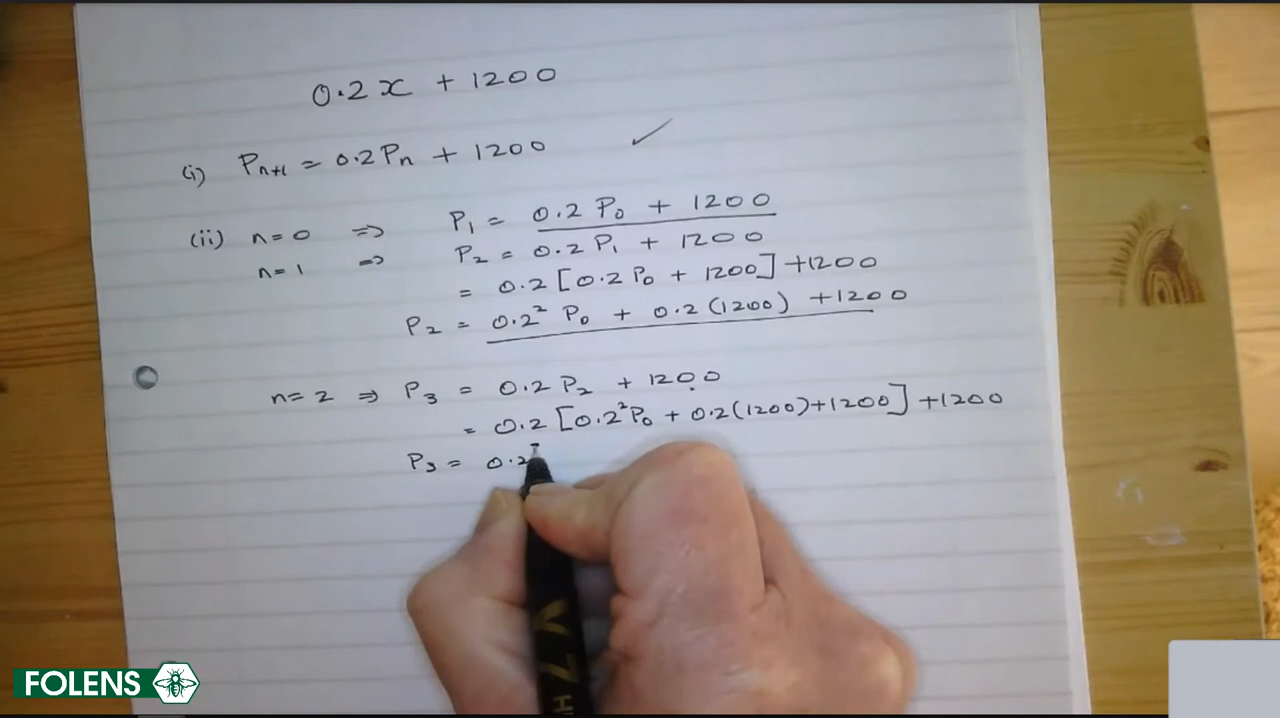 0.2x + 1200
(i) Pₙ₊₁ = 0.2Pₙ + 1200 ✓
(ii) n=0 ⇒ P₁ = 0.2 P₀ + 1200
n=1 ⇒ P₂ = 0.2 P₁ + 1200
= 0.2 [0.2 P₀ + 1200] +1200
P₂ = 0.2² P₀ + 0.2 (1200) +1200
n=2 ⇒ P₃ = 0.2 P₂ + 1200
= 0.2 [0.2²P₀ + 0.2(1200)+1200] +1200
P₃ = 0.2
V7
FOLENS